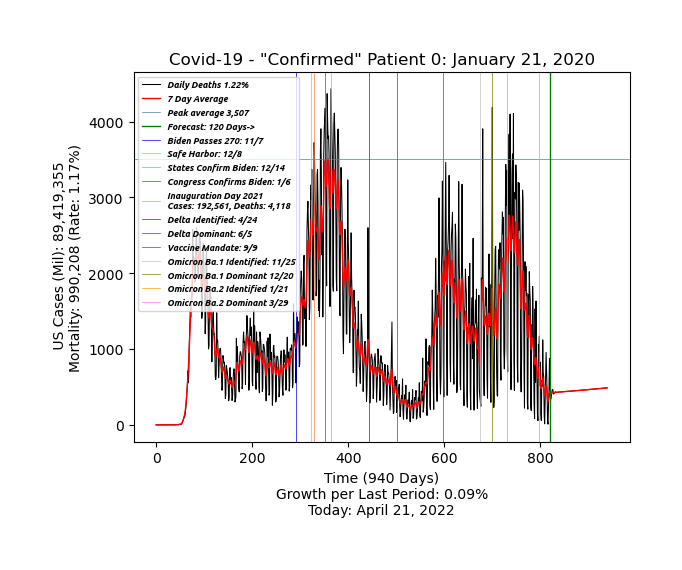 Covid-19 - "Confirmed" Patient 0: January 21, 2020
US Cases (Mil): 89,419,355
Mortality: 990,208 (Rate: 1.17%)
4000
3000
2000
1000
0
Daily Deaths 1.22%
7 Day Average
Peak average 3,507
Forecast: 120 Days->
Biden Passes 270: 11/7
Safe Harbor: 12/8
States Confirm Biden: 12/14
Congress Confirms Biden: 1/6
Inauguration Day 2021
Cases: 192,561, Deaths: 4,118
Delta Identified: 4/24
Delta Dominant: 6/5
Vaccine Mandate: 9/9
Omicron Ba.1 Identified: 11/25
Omicron Ba.1 Dominant 12/20
Omicron Ba.2 Identified 1/21
Omicron Ba.2 Dominant 3/29
0 200 400 600 800
Time (940 Days)
Growth per Last Period: 0.09%
Today: April 21, 2022